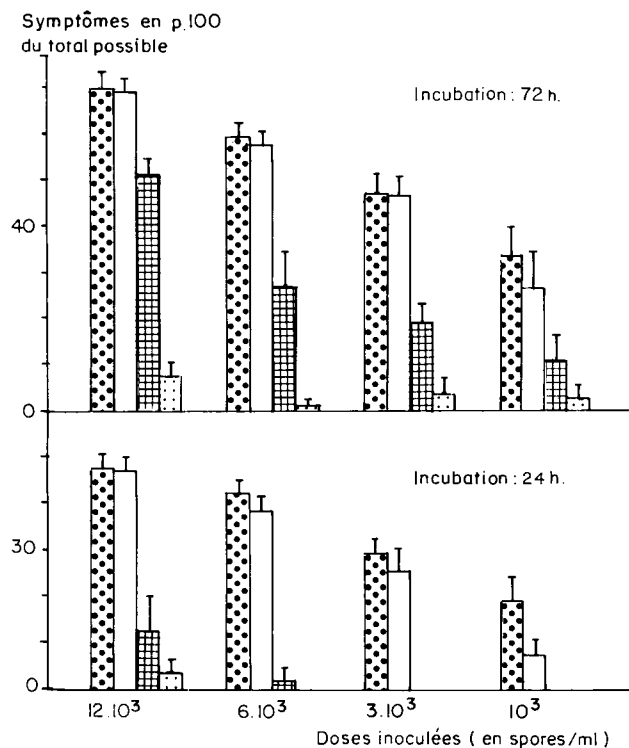 Symptômes en p.100
du total possible
Incubation : 72 h.
40
0
Incubation : 24 h.
30
0
12.10³ 6.10³ 3.10³ 10³
Doses inoculées ( en spores/ml )